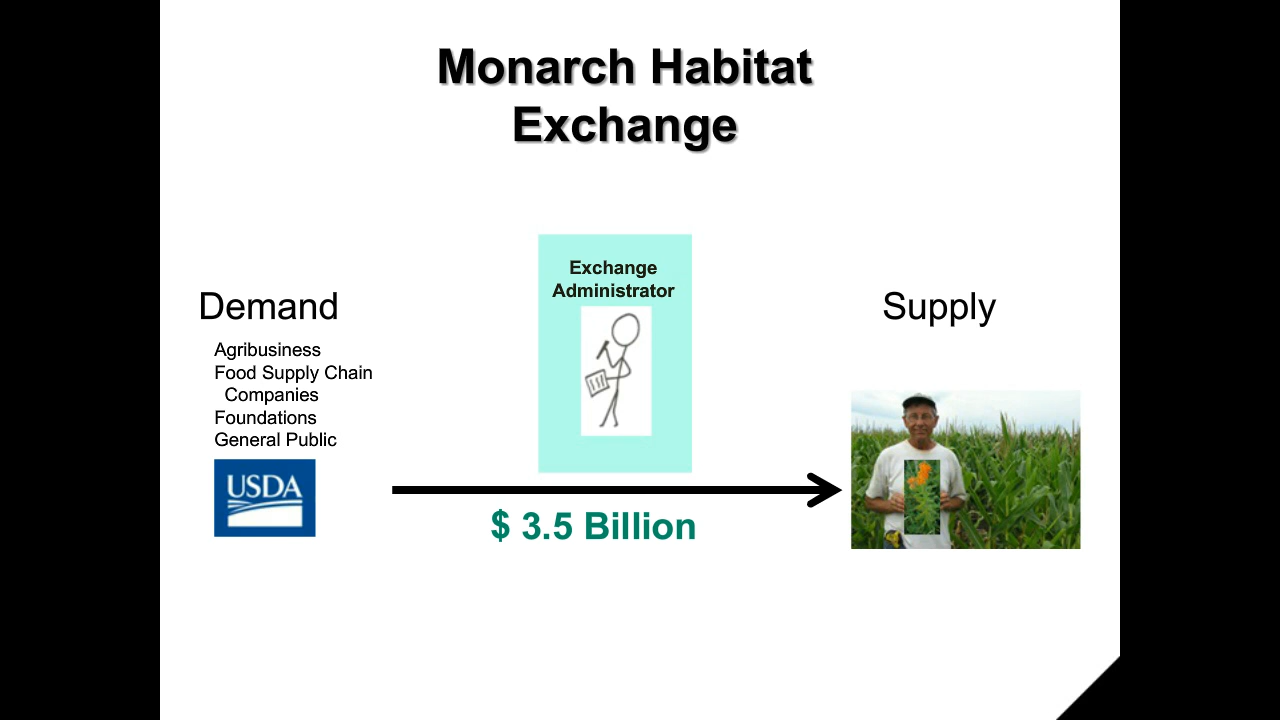 Monarch Habitat
Exchange
Exchange
Administrator
Demand
Supply
Agribusiness
Food Supply Chain
Companies
Foundations
General Public
USDA
$ 3.5 Billion